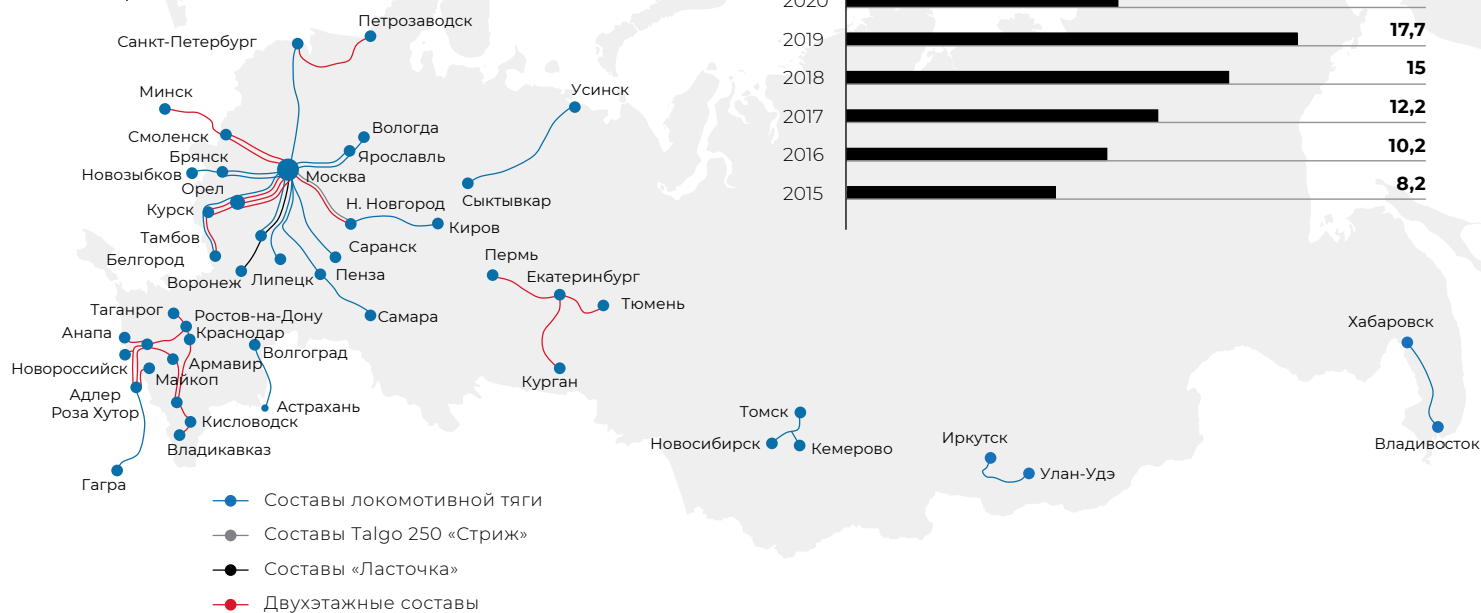 2020
2019 17,7
2018 15
2017 12,2
2016 10,2
2015 8,2
Петрозаводск
Санкт-Петербург
Минск
Усинск
Смоленск
Вологда
Брянск
Ярославль
Новозыбков
Москва
Орел
Сыктывкар
Курск
Н. Новгород
Киров
Тамбов
Саранск
Белгород
Пермь
Воронеж
Липецк
Пенза
Екатеринбург
Тюмень
Таганрог
Ростов-на-Дону
Самара
Анапа
Краснодар
Хабаровск
Волгоград
Новороссийск
Армавир
Майкоп
Курган
Адлер
Роза Хутор
Астрахань
Томск
Кисловодск
Новосибирск
Кемерово
Иркутск
Владивосток
Владикавказ
Улан-Удэ
Гагра
Составы локомотивной тяги
Составы Talgo 250 «Стриж»
Составы «Ласточка»
Двухэтажные составы